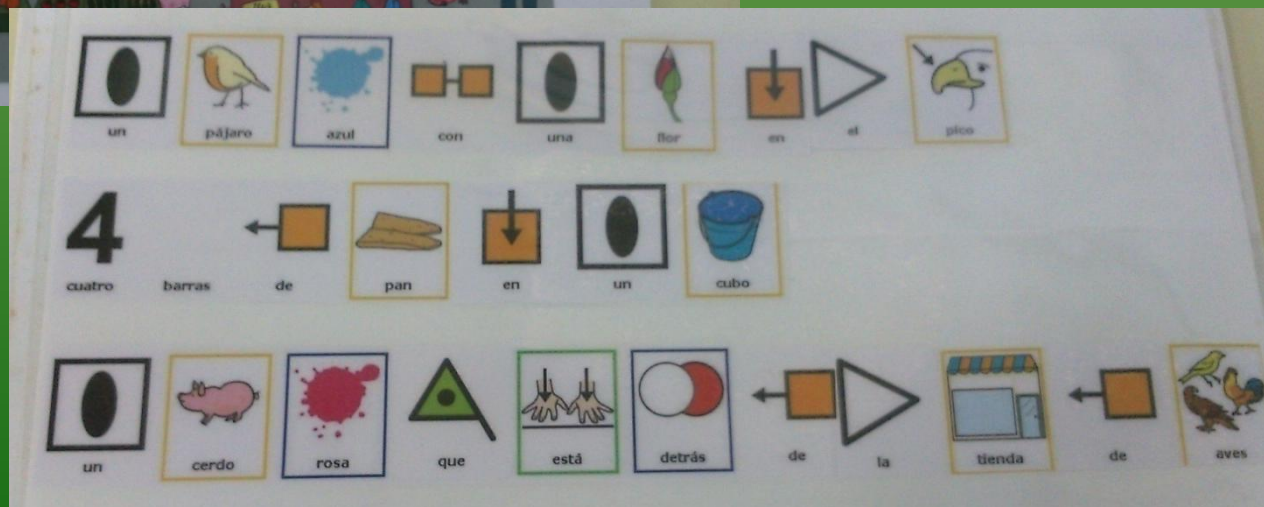 un pájaro azul con una flor en el pico
4
cuatro barras de pan en un cubo
un cerdo rosa que está detrás de la tienda de aves